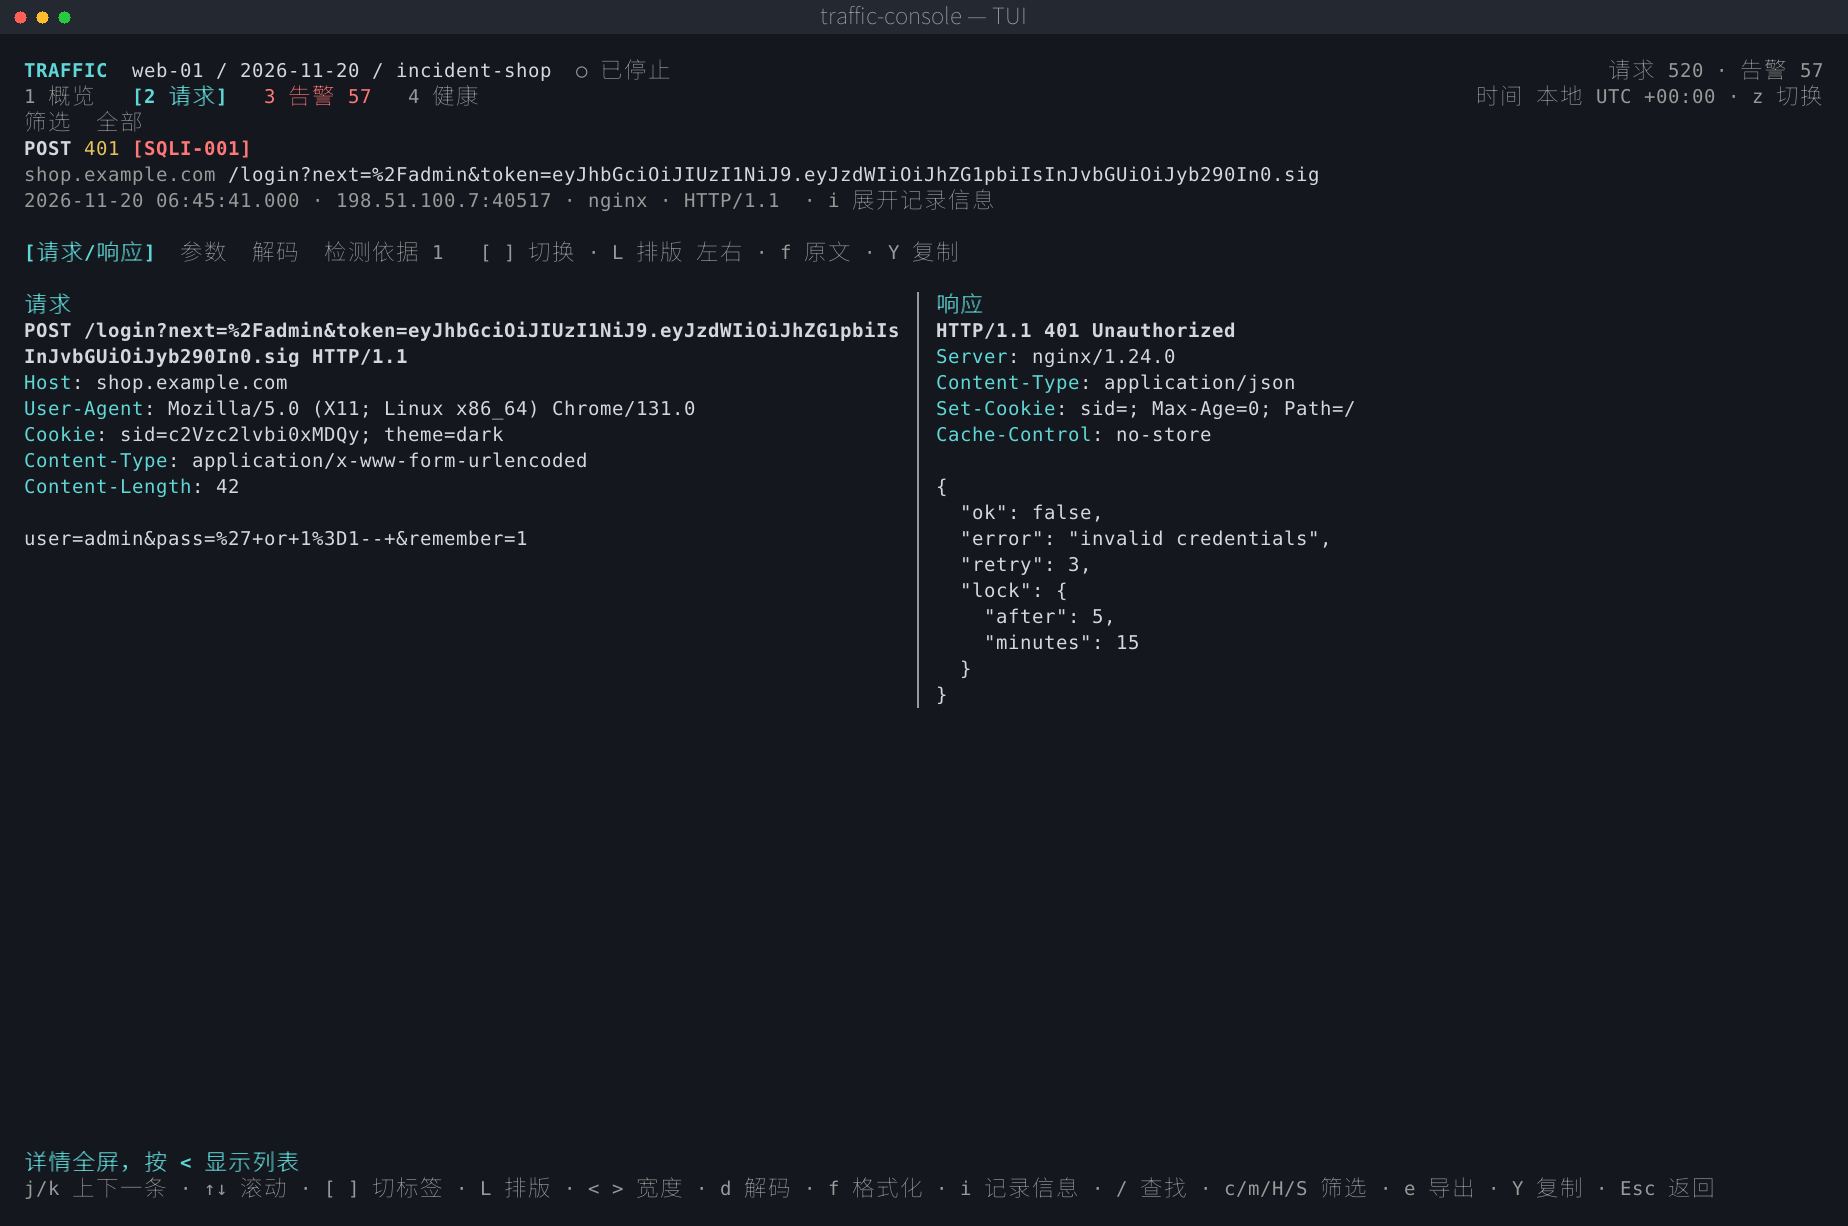 traffic-console — TUI
TRAFFIC web-01 / 2026-11-20 / incident-shop ○ 已停止 请求 520 · 告警 57
1 概览 [2 请求] 3 告警 57 4 健康 时间 本地 UTC +00:00 · z 切换
筛选 全部
POST 401 [SQLI-001]
shop.example.com /login?next=%2Fadmin&token=eyJhbGciOiJIUzI1NiJ9.eyJzdWIiOiJhZG1pbiIsInJvbGUiOiJyb290In0.sig
2026-11-20 06:45:41.000 · 198.51.100.7:40517 · nginx · HTTP/1.1 · i 展开记录信息
[请求/响应] 参数 解码 检测依据 1 [ ] 切换 · L 排版 左右 · f 原文 · Y 复制
请求
POST /login?next=%2Fadmin&token=eyJhbGciOiJIUzI1NiJ9.eyJzdWIiOiJhZG1pbiIs
InJvbGUiOiJyb290In0.sig HTTP/1.1
Host: shop.example.com
User-Agent: Mozilla/5.0 (X11; Linux x86_64) Chrome/131.0
Cookie: sid=c2Vzc2lvbi0xMDQy; theme=dark
Content-Type: application/x-www-form-urlencoded
Content-Length: 42
user=admin&pass=%27+or+1%3D1--+&remember=1
响应
HTTP/1.1 401 Unauthorized
Server: nginx/1.24.0
Content-Type: application/json
Set-Cookie: sid=; Max-Age=0; Path=/
Cache-Control: no-store
{
"ok": false,
"error": "invalid credentials",
"retry": 3,
"lock": {
"after": 5,
"minutes": 15
}
}
详情全屏，按 < 显示列表
j/k 上下一条 · ↑↓ 滚动 · [ ] 切标签 · L 排版 · < > 宽度 · d 解码 · f 格式化 · i 记录信息 · / 查找 · c/m/H/S 筛选 · e 导出 · Y 复制 · Esc 返回